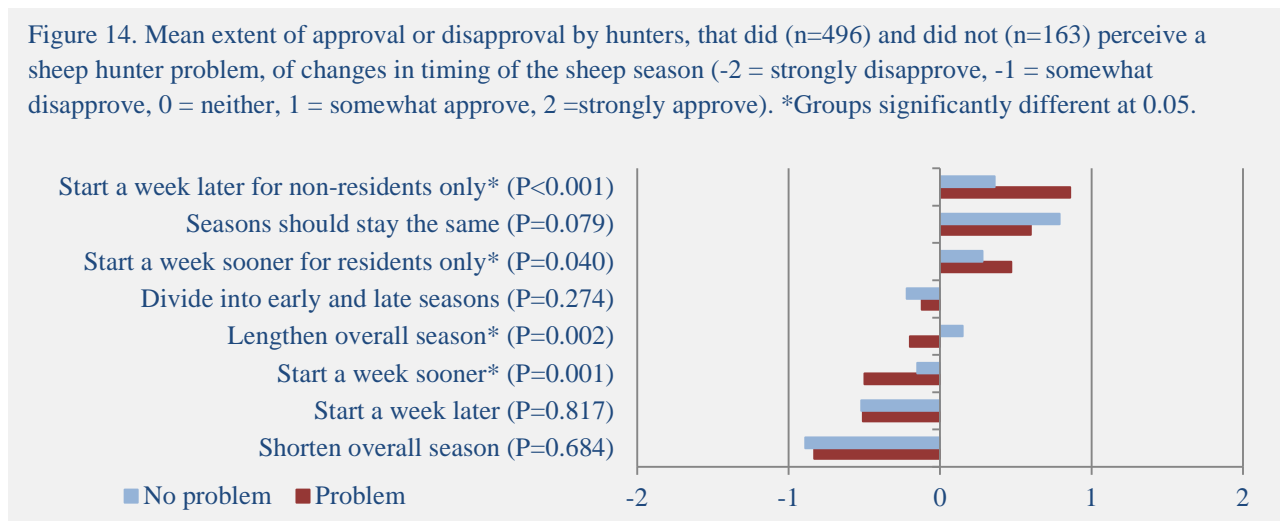 Figure 14. Mean extent of approval or disapproval by hunters, that did (n=496) and did not (n=163) perceive a
sheep hunter problem, of changes in timing of the sheep season (-2 = strongly disapprove, -1 = somewhat
disapprove, 0 = neither, 1 = somewhat approve, 2 =strongly approve). *Groups significantly different at 0.05.
Start a week later for non-residents only* (P<0.001)
Seasons should stay the same (P=0.079)
Start a week sooner for residents only* (P=0.040)
Divide into early and late seasons (P=0.274)
Lengthen overall season* (P=0.002)
Start a week sooner* (P=0.001)
Start a week later (P=0.817)
Shorten overall season (P=0.684)
No problem Problem
-2 -1 0 1 2